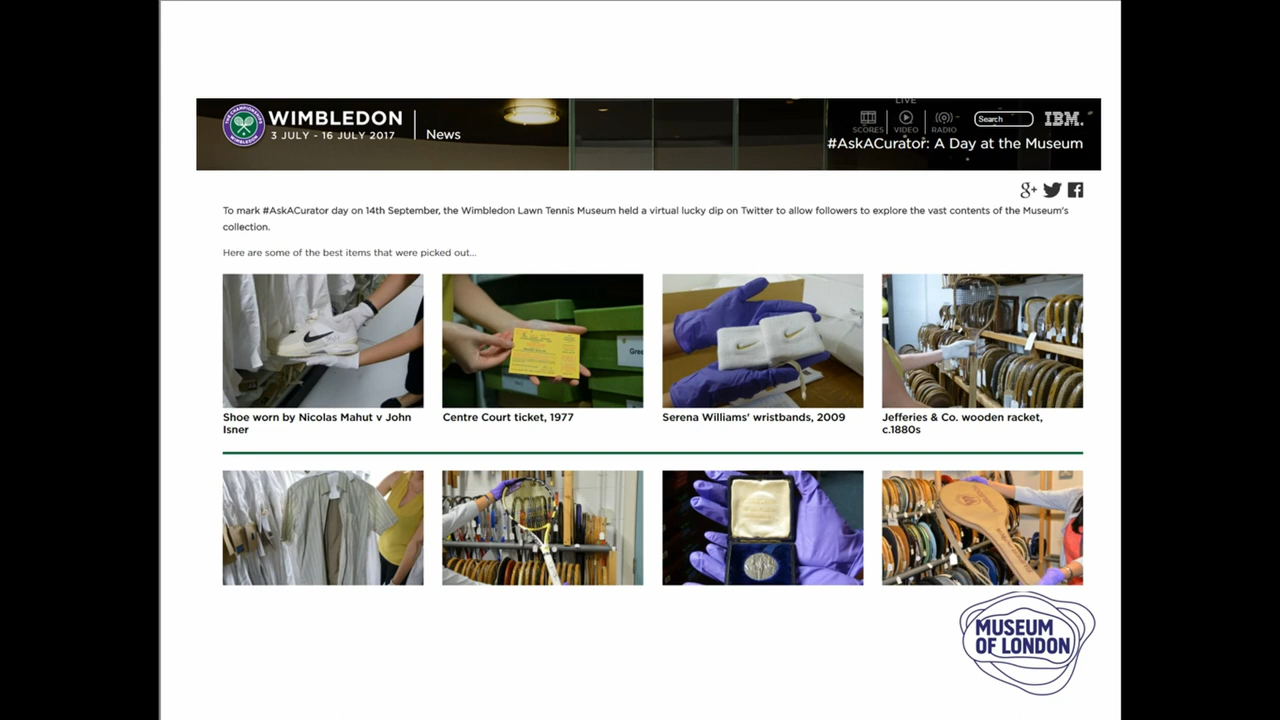 WIMBLEDON
3 JULY - 16 JULY 2017
News
LIVE
SCORES
VIDEO
RADIO
Search
IBM.
#AskACurator: A Day at the Museum
g+
To mark #AskACurator day on 14th September, the Wimbledon Lawn Tennis Museum held a virtual lucky dip on Twitter to allow followers to explore the vast contents of the Museum's
collection.
Here are some of the best items that were picked out...
Shoe worn by Nicolas Mahut v John
Isner
Centre Court ticket, 1977
Serena Williams' wristbands, 2009
Jefferies & Co. wooden racket,
c.1880s
MUSEUM
OF LONDON